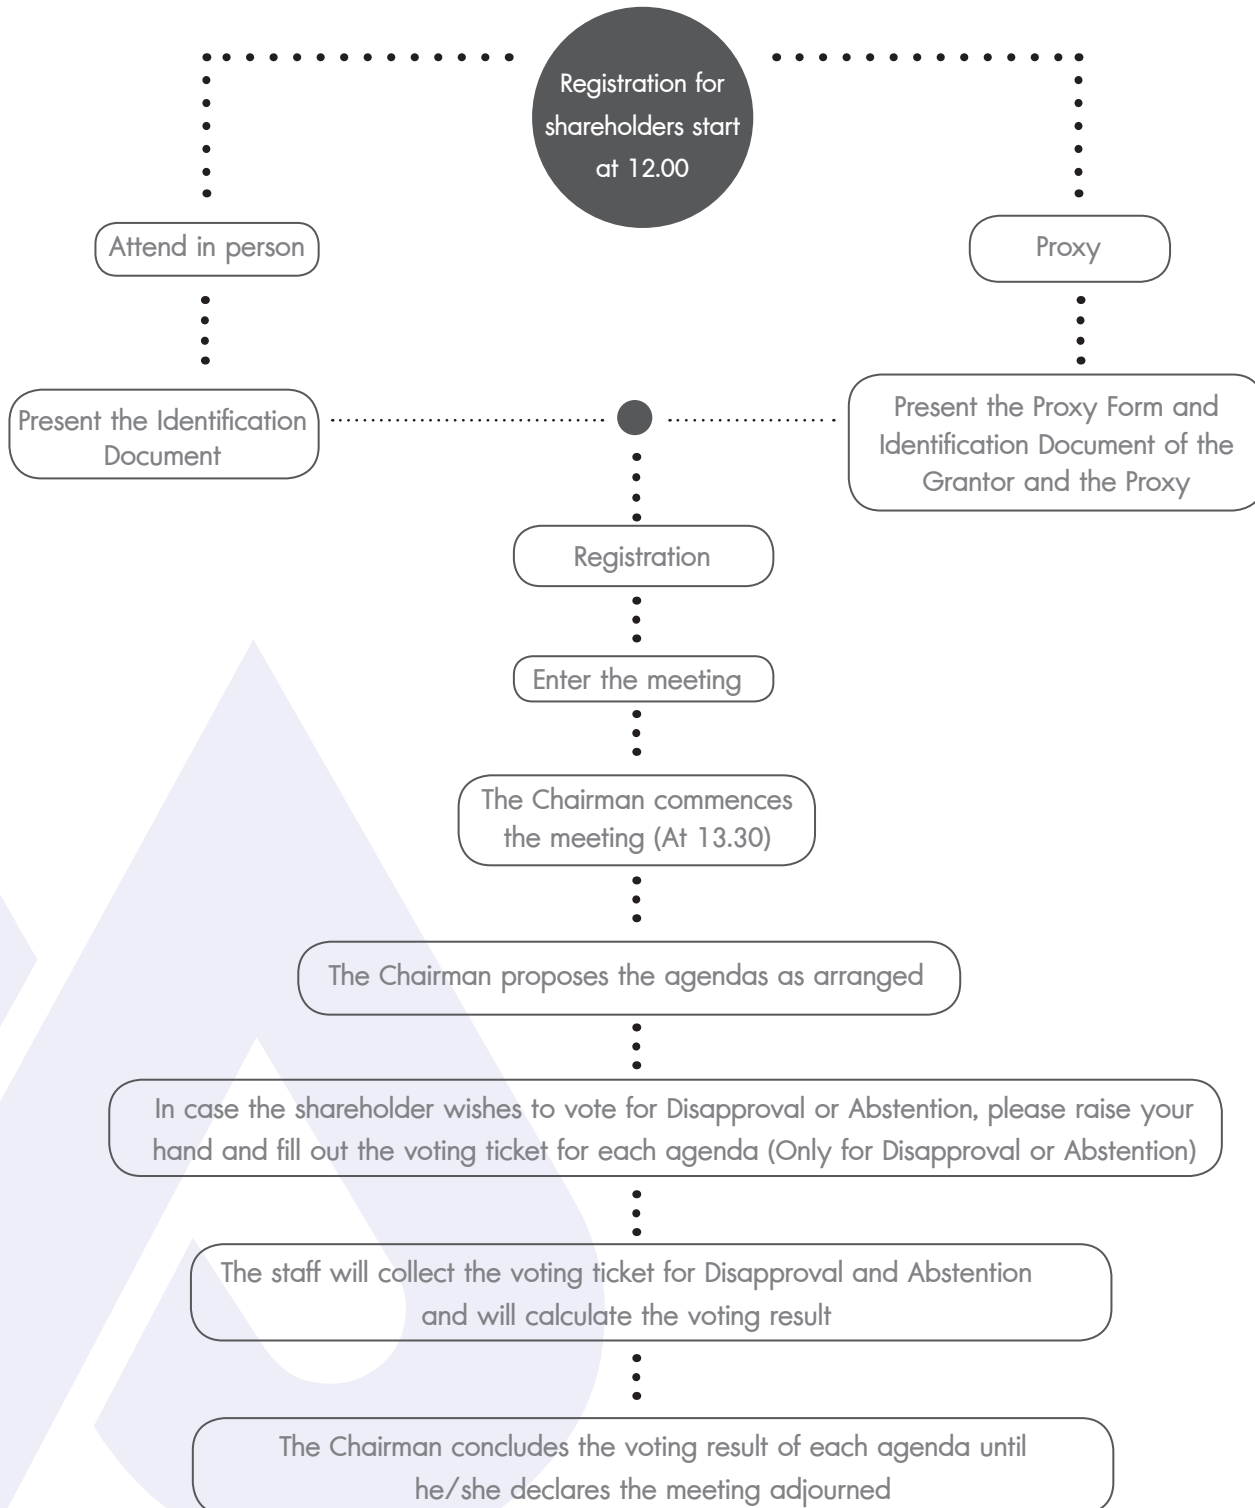 Registration for
shareholders start
at 12.00
Attend in person
Proxy
Present the Identification
Document
Present the Proxy Form and
Identification Document of the
Grantor and the Proxy
Registration
Enter the meeting
The Chairman commences
the meeting (At 13.30)
The Chairman proposes the agendas as arranged
In case the shareholder wishes to vote for Disapproval or Abstention, please raise your
hand and fill out the voting ticket for each agenda (Only for Disapproval or Abstention)
The staff will collect the voting ticket for Disapproval and Abstention
and will calculate the voting result
The Chairman concludes the voting result of each agenda until
he/she declares the meeting adjourned